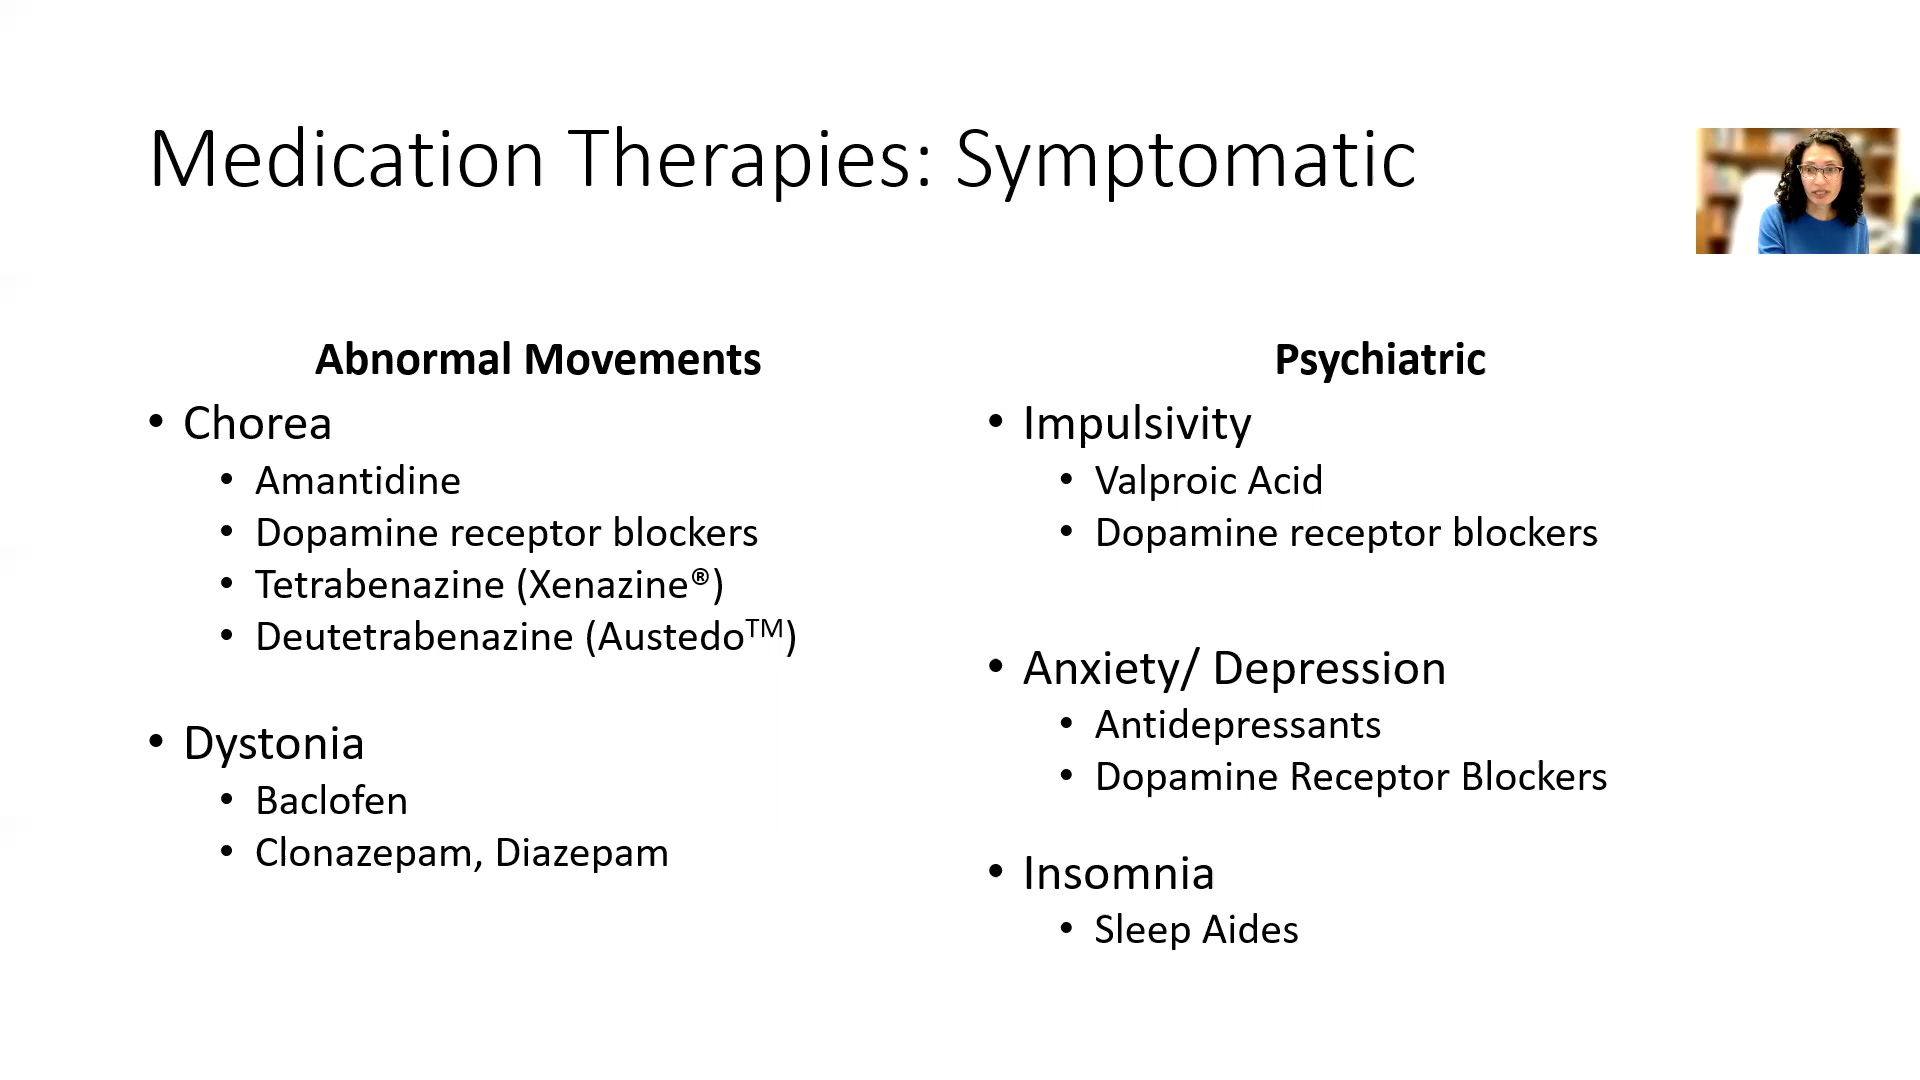 Medication Therapies: Symptomatic
Abnormal Movements
• Chorea
• Amantidine
• Dopamine receptor blockers
• Tetrabenazine (Xenazine®)
• Deutetrabenazine (Austedo™)
• Dystonia
• Baclofen
• Clonazepam, Diazepam
Psychiatric
• Impulsivity
• Valproic Acid
• Dopamine receptor blockers
• Anxiety/ Depression
• Antidepressants
• Dopamine Receptor Blockers
• Insomnia
• Sleep Aides